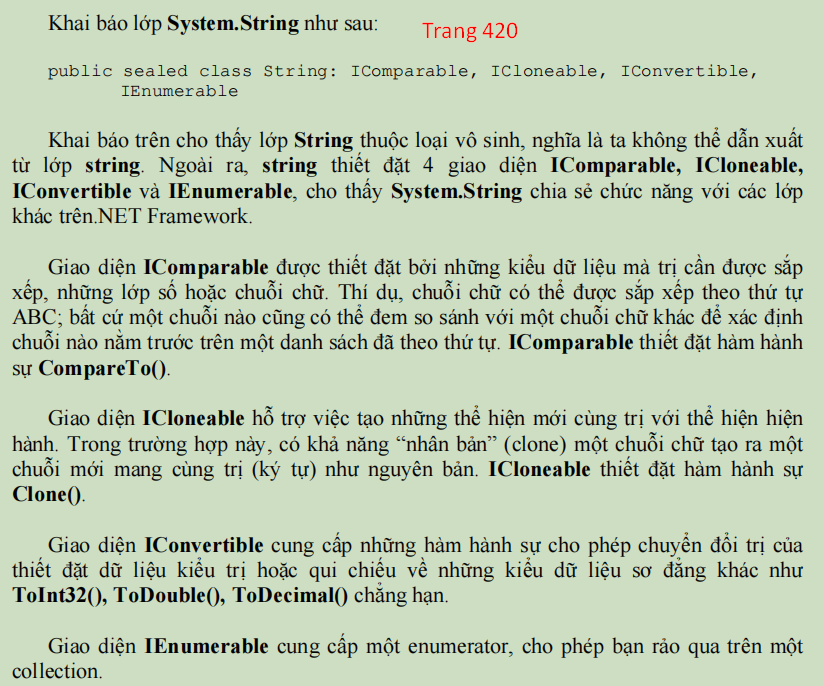 Khai báo lớp System.String như sau: Trang 420
public sealed class String: IComparable, ICloneable, IConvertible,
IEnumerable
Khai báo trên cho thấy lớp String thuộc loại vô sinh, nghĩa là ta không thể dẫn xuất
từ lớp string. Ngoài ra, string thiết đặt 4 giao diện IComparable, ICloneable,
IConvertible và IEnumerable, cho thấy System.String chia sẻ chức năng với các lớp
khác trên.NET Framework.
Giao diện IComparable được thiết đặt bởi những kiểu dữ liệu mà trị cần được sắp
xếp, những lớp số hoặc chuỗi chữ. Thí dụ, chuỗi chữ có thể được sắp xếp theo thứ tự
ABC; bất cứ một chuỗi nào cũng có thể đem so sánh với một chuỗi chữ khác để xác định
chuỗi nào nằm trước trên một danh sách đã theo thứ tự. IComparable thiết đặt hàm hành
sự CompareTo().
Giao diện ICloneable hỗ trợ việc tạo những thể hiện mới cùng trị với thể hiện hiện
hành. Trong trường hợp này, có khả năng “nhân bản” (clone) một chuỗi chữ tạo ra một
chuỗi mới mang cùng trị (ký tự) như nguyên bản. ICloneable thiết đặt hàm hành sự
Clone().
Giao diện IConvertible cung cấp những hàm hành sự cho phép chuyển đổi trị của
thiết đặt dữ liệu kiểu trị hoặc qui chiếu về những kiểu dữ liệu sơ đẳng khác như
ToInt32(), ToDouble(), ToDecimal() chẳng hạn.
Giao diện IEnumerable cung cấp một enumerator, cho phép bạn rảo qua trên một
collection.